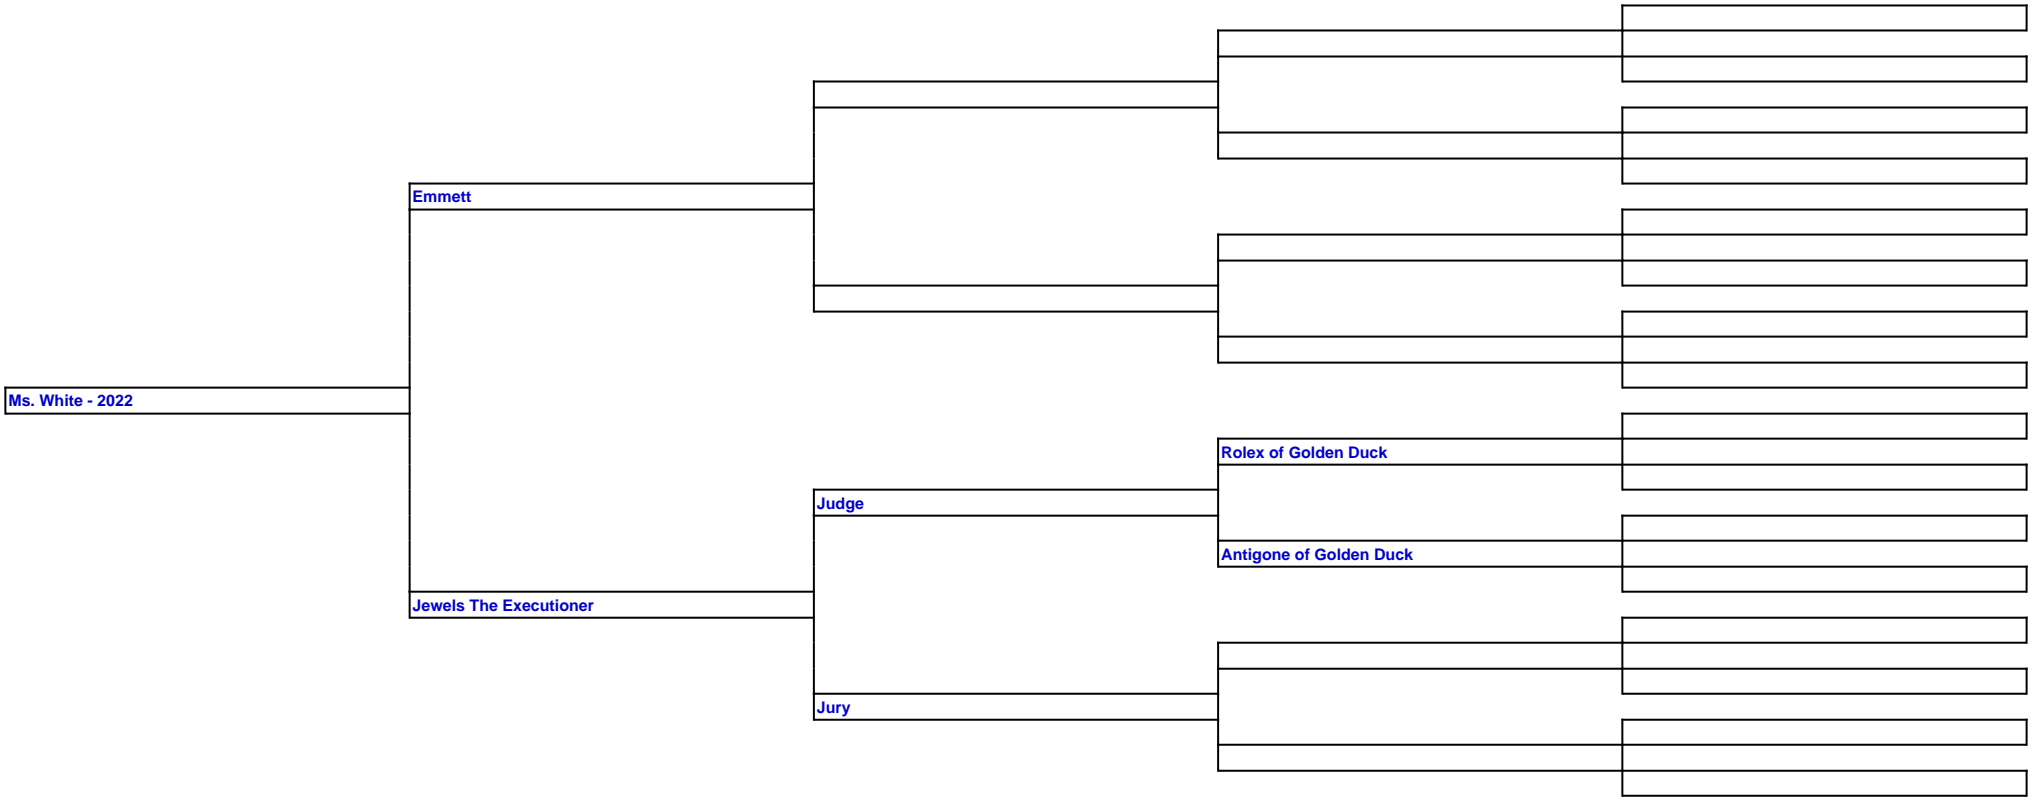 Emmett
Ms. White - 2022
Rolex of Golden Duck
Judge
Antigone of Golden Duck
Jewels The Executioner
Jury